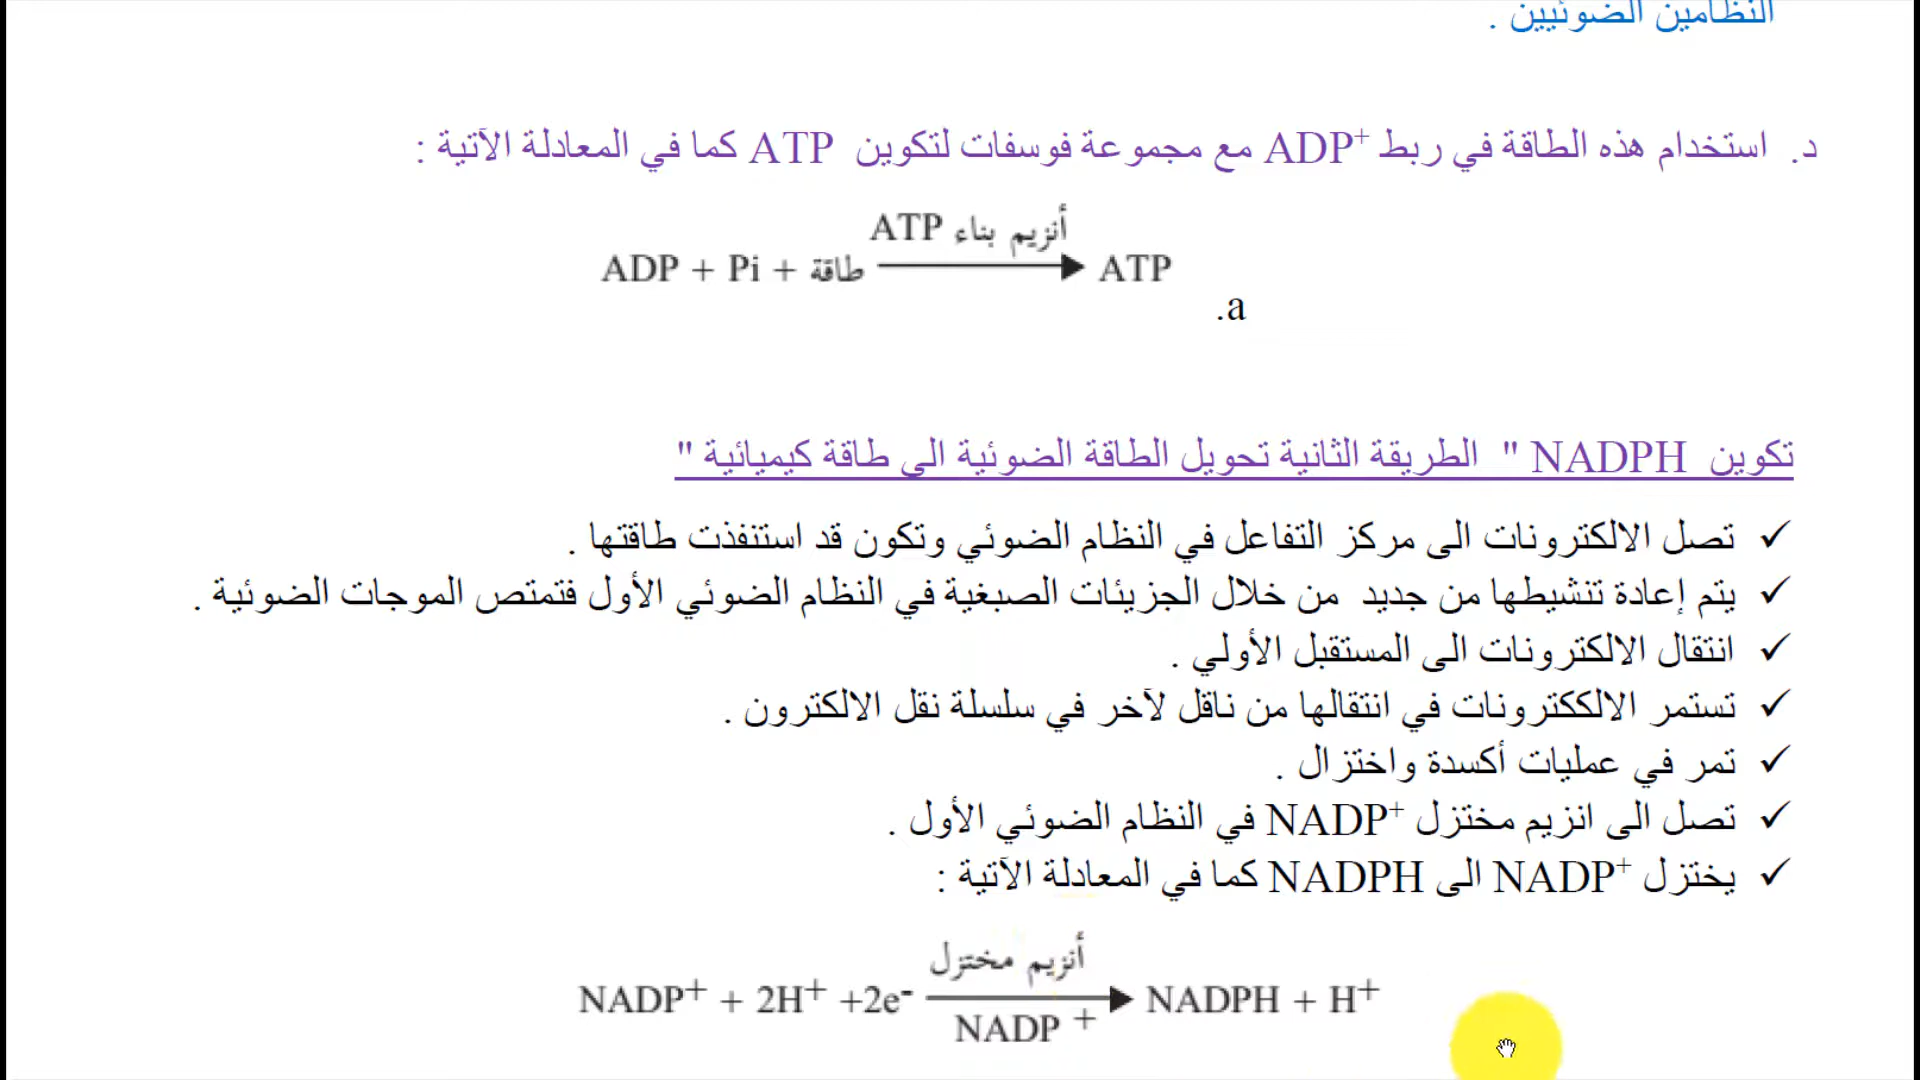 النظامين الضوئيين .
د. استخدام هذه الطاقة في ربط ADP⁺ مع مجموعة فوسفات لتكوين ATP كما في المعادلة الآتية :
أنزيم بناء ATP
ADP + Pi + طاقة → ATP
a.
تكوين NADPH " الطريقة الثانية تحويل الطاقة الضوئية الى طاقة كيميائية "
✓ تصل الالكترونات الى مركز التفاعل في النظام الضوئي وتكون قد استنفذت طاقتها .
✓ يتم إعادة تنشيطها من جديد من خلال الجزيئات الصبغية في النظام الضوئي الأول فتمتص الموجات الضوئية .
✓ انتقال الالكترونات الى المستقبل الأولي .
✓ تستمر الالككترونات في انتقالها من ناقل لآخر في سلسلة نقل الالكترون .
✓ تمر في عمليات أكسدة واختزال .
✓ تصل الى انزيم مختزل NADP⁺ في النظام الضوئي الأول .
✓ يختزل NADP⁺ الى NADPH كما في المعادلة الآتية :
أنزيم مختزل
NADP⁺ + 2H⁺ +2e⁻ → NADPH + H⁺
NADP ⁺